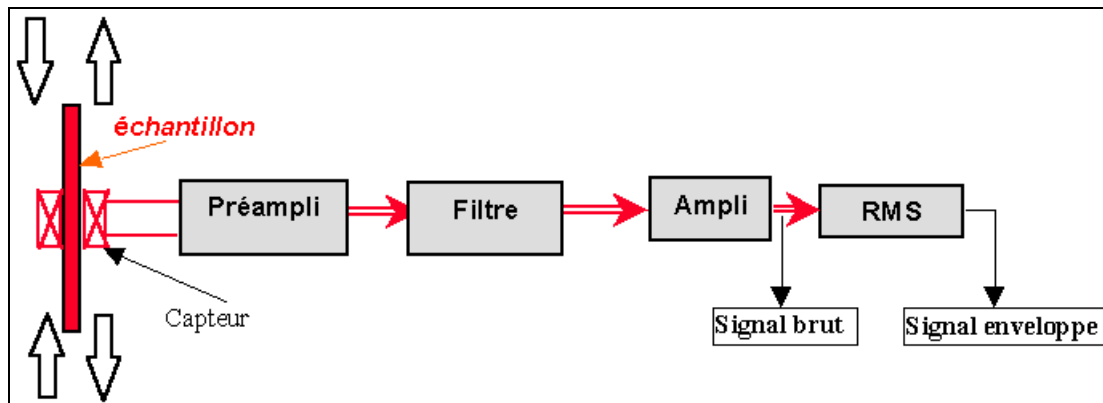 échantillon
Préampli
Filtre
Ampli
RMS
Capteur
Signal brut
Signal enveloppe